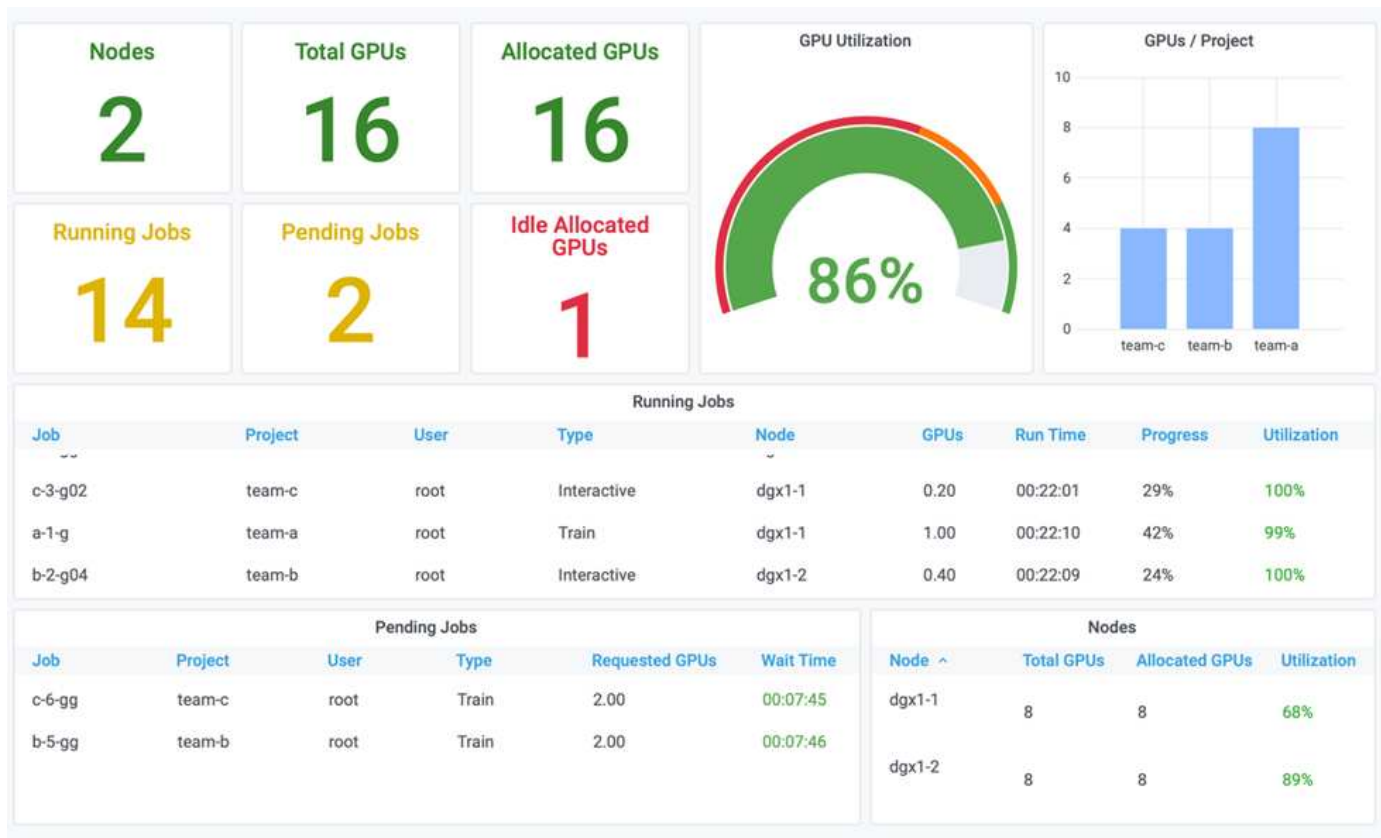 Nodes
2
Total GPUs
16
Allocated GPUs
16
Running Jobs
14
Pending Jobs
2
Idle Allocated
GPUs
1
GPU Utilization
86%
GPUs / Project
10
8
6
4
2
0
team-c team-b team-a
Running Jobs
Job Project User Type Node GPUs Run Time Progress Utilization
c-3-g02 team-c root Interactive dgx1-1 0.20 00:22:01 29% 100%
a-1-g team-a root Train dgx1-1 1.00 00:22:10 42% 99%
b-2-g04 team-b root Interactive dgx1-2 0.40 00:22:09 24% 100%
Pending Jobs
Job Project User Type Requested GPUs Wait Time
c-6-gg team-c root Train 2.00 00:07:45
b-5-gg team-b root Train 2.00 00:07:46
Nodes
Node Total GPUs Allocated GPUs Utilization
dgx1-1 8 8 68%
dgx1-2 8 8 89%